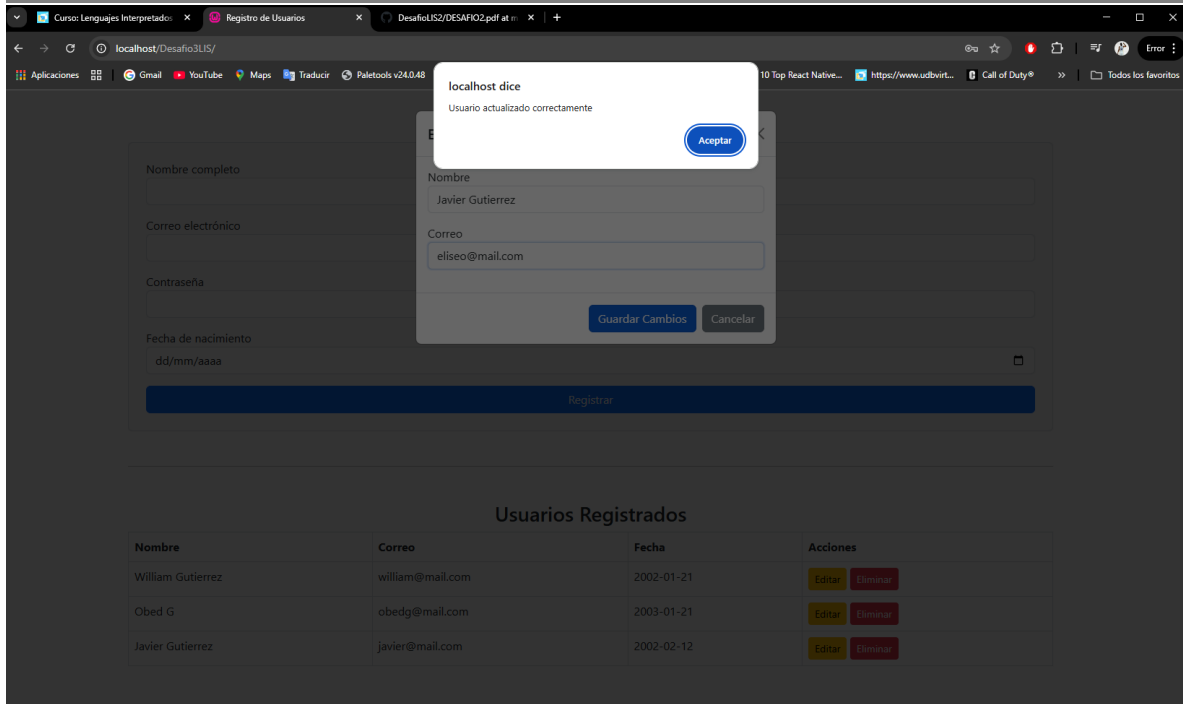 Curso: Lenguajes Interpretados
Registro de Usuarios
DesafioLIS2/DESAFIO2.pdf at m
localhost/Desafio3LIS/
Error
Aplicaciones
Gmail
YouTube
Maps
Traducir
Paletools v24.0.48
10 Top React Native...
https://www.udbvirt...
Call of Duty®
»
Todos los favoritos
localhost dice
Usuario actualizado correctamente
Aceptar
E
Nombre completo
Nombre
Javier Gutierrez
Correo electrónico
Correo
eliseo@mail.com
Contraseña
Guardar Cambios
Cancelar
Fecha de nacimiento
dd/mm/aaaa
Registrar
Usuarios Registrados
Nombre Correo Fecha Acciones
William Gutierrez william@mail.com 2002-01-21 Editar Eliminar
Obed G obedg@mail.com 2003-01-21 Editar Eliminar
Javier Gutierrez javier@mail.com 2002-02-12 Editar Eliminar